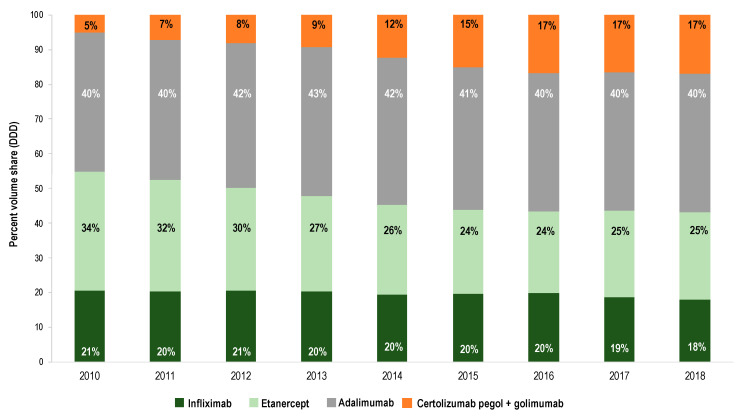 Percent volume share (DDD)
100
90
80
70
60
50
40
30
20
10
0
5% 7% 8% 9% 12% 15% 17% 17% 17%
40% 40% 42% 43% 42% 41% 40% 40% 40%
34% 32% 30% 27% 26% 24% 24% 25% 25%
21% 20% 21% 20% 20% 20% 20% 19% 18%
2010 2011 2012 2013 2014 2015 2016 2017 2018
Infliximab Etanercept Adalimumab Certolizumab pegol + golimumab